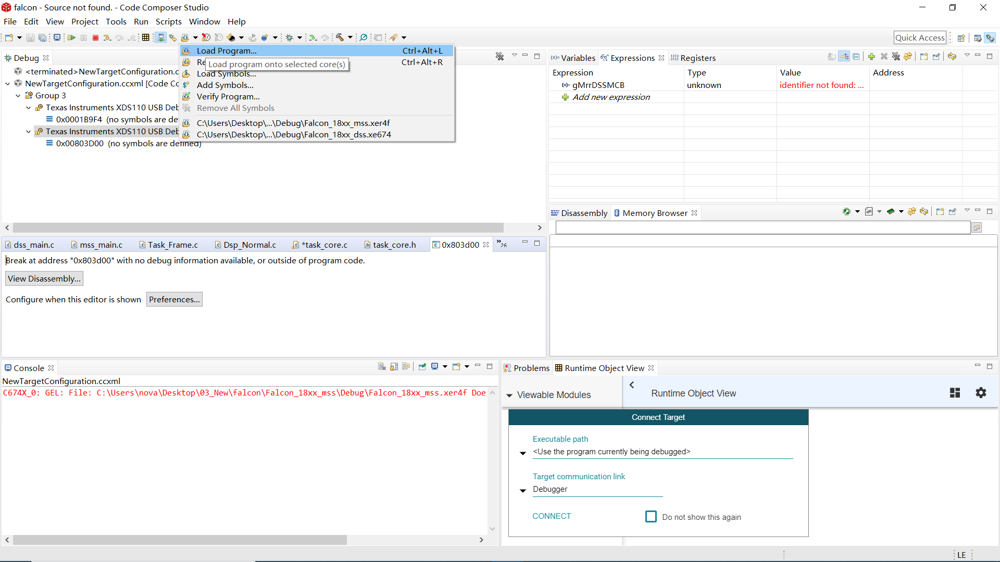 falcon - Source not found. - Code Composer Studio
File Edit View Project Tools Run Scripts Window Help
Quick Access
Debug
<terminated>NewTargetConfiguration.c
NewTargetConfiguration.ccxml [Code Cc
Group 3
Texas Instruments XDS110 USB Deb
0x0001B9F4 (no symbols are de
Texas Instruments XDS110 USB Deb
0x00803D00 (no symbols are defined)
Load Program... Ctrl+Alt+L
Re Ctrl+Alt+R
Load program onto selected core(s)
Load Symbols...
Add Symbols...
Verify Program...
Remove All Symbols
C:\Users\Desktop\...\Debug\Falcon_18xx_mss.xer4f
C:\Users\Desktop\...\Debug\Falcon_18xx_dss.xe674
(x)= Variables Expressions Registers
Expression Type Value Address
(x)= gMrrDSSMCB unknown identifier not found: ...
Add new expression
Disassembly Memory Browser
dss_main.c mss_main.c Task_Frame.c Dsp_Normal.c *task_core.c task_core.h 0x803d00 »26
Break at address "0x803d00" with no debug information available, or outside of program code.
View Disassembly...
Configure when this editor is shown Preferences...
Console
NewTargetConfiguration.ccxml
C674X_0: GEL: File: C:\Users\nova\Desktop\03_New\falcon\Falcon_18xx_mss\Debug\Falcon_18xx_mss.xer4f Doe
Problems Runtime Object View
Viewable Modules
Runtime Object View
Connect Target
Executable path
<Use the program currently being debugged>
Target communication link
Debugger
CONNECT Do not show this again
LE